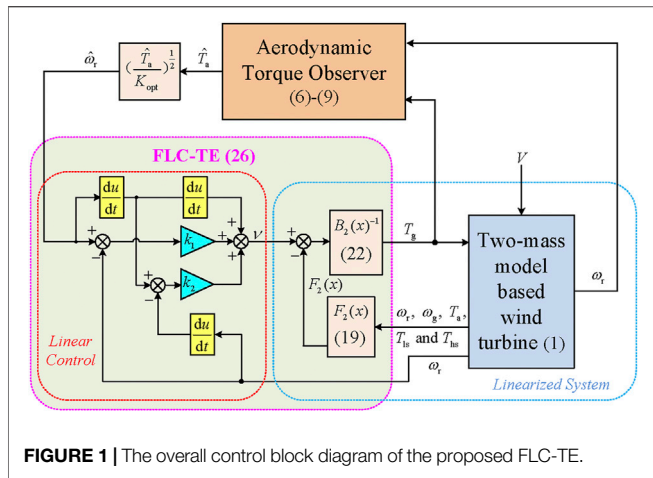 ω̂r
(T̂a/Kopt)^1/2
T̂a
Aerodynamic
Torque Observer
(6)-(9)
FLC-TE (26)
V
du/dt
du/dt
+
−
k1
+
+
+
ν
+
−
B2(x)^−1
(22)
Tg
Two-mass
model
based
wind
turbine (1)
ωr
+
−
k2
F2(x)
F2(x)
(19)
ωr, ωg, Ta,
Tls and Ths
du/dt
Linear
Control
ωr
Linearized System
FIGURE 1 | The overall control block diagram of the proposed FLC-TE.